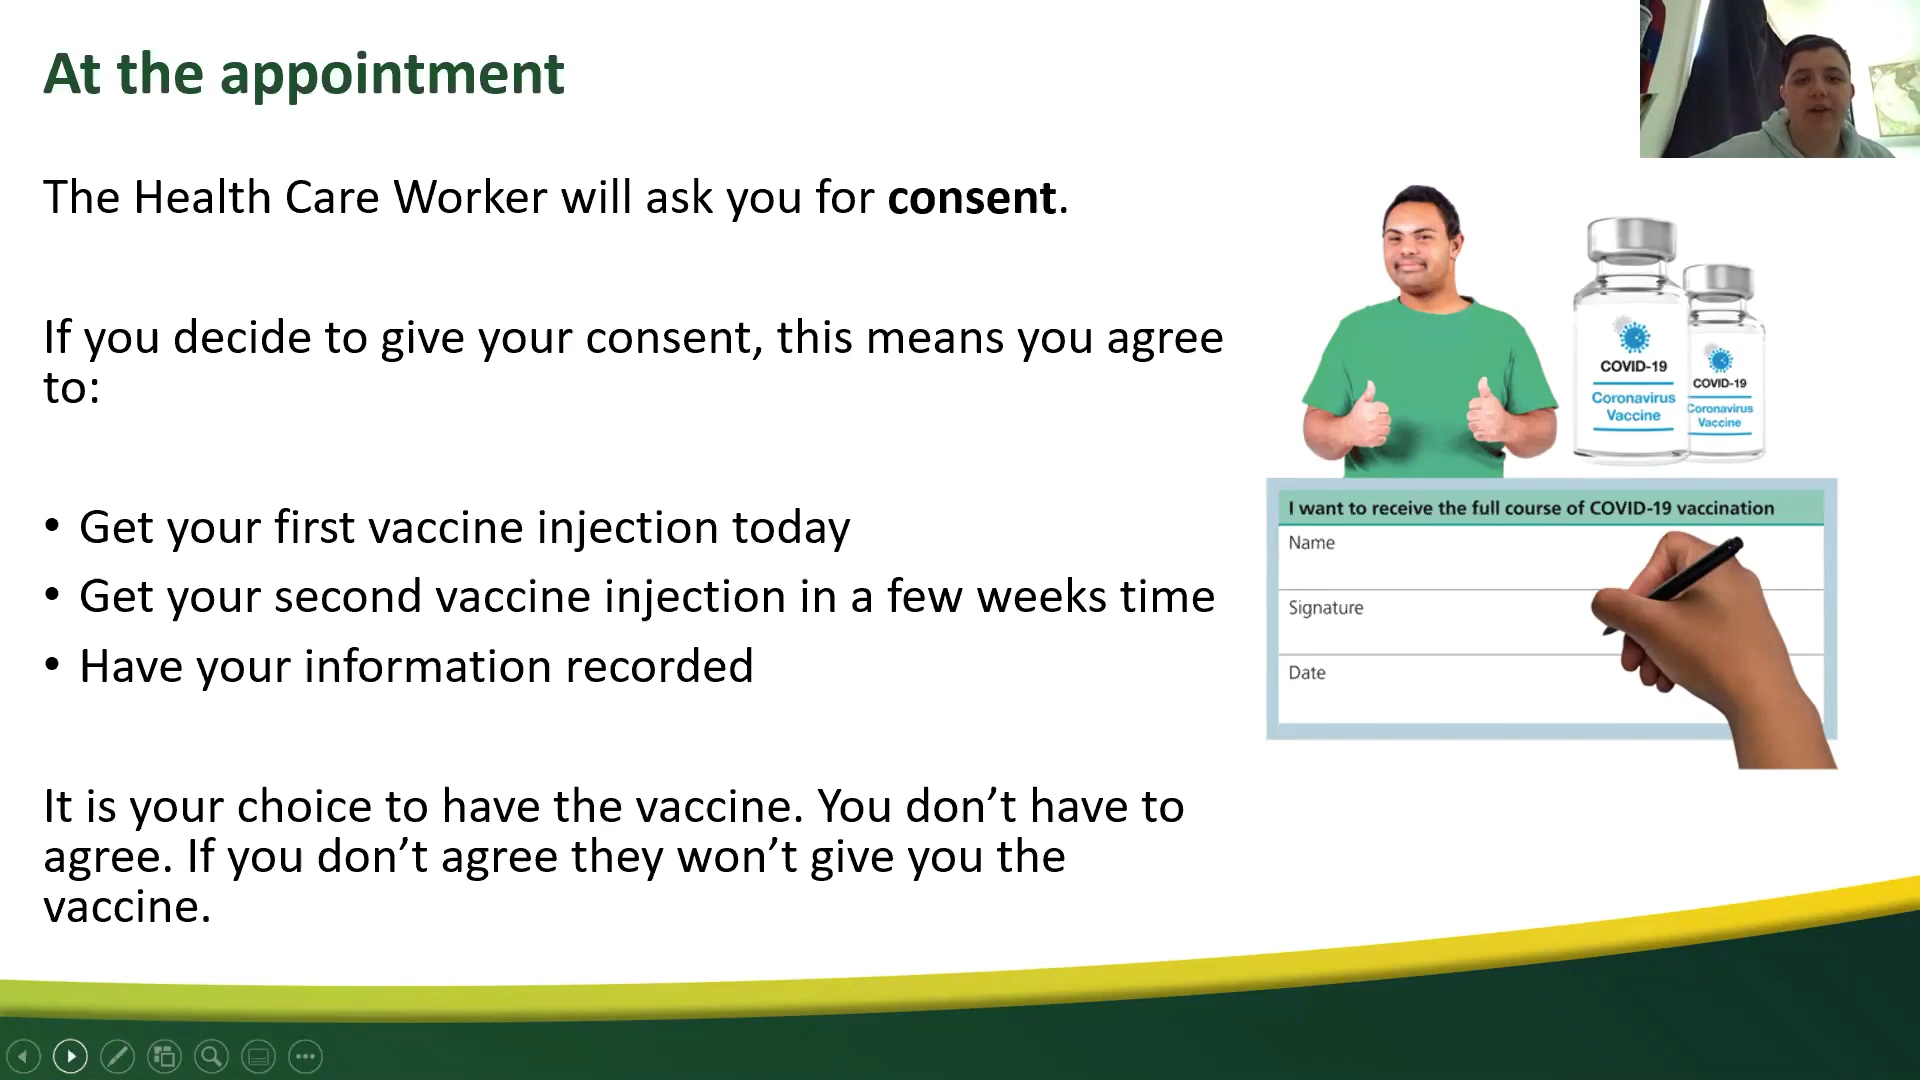 At the appointment
The Health Care Worker will ask you for consent.
If you decide to give your consent, this means you agree
to:
• Get your first vaccine injection today
• Get your second vaccine injection in a few weeks time
• Have your information recorded
It is your choice to have the vaccine. You don’t have to
agree. If you don’t agree they won’t give you the
vaccine.
COVID-19
Coronavirus
Vaccine
COVID-19
Coronavirus
Vaccine
I want to receive the full course of COVID-19 vaccination
Name
Signature
Date